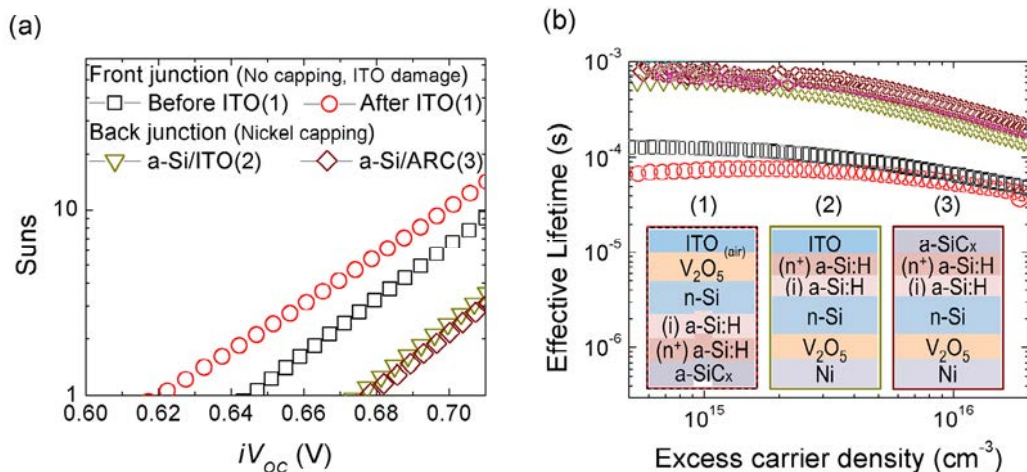 (a)
Front junction (No capping, ITO damage)
Before ITO(1) After ITO(1)
Back junction (Nickel capping)
a-Si/ITO(2) a-Si/ARC(3)
10
1
Suns
0.60 0.62 0.64 0.66 0.68 0.70
iV_OC (V)
(b)
10⁻³
10⁻⁴
10⁻⁵
10⁻⁶
Effective Lifetime (s)
(1) (2) (3)
ITO (air)
V₂O₅
n-Si
(i) a-Si:H
(n⁺) a-Si:H
a-SiCₓ
ITO
(n⁺) a-Si:H
(i) a-Si:H
n-Si
V₂O₅
Ni
a-SiCₓ
(n⁺) a-Si:H
(i) a-Si:H
n-Si
V₂O₅
Ni
10¹⁵ 10¹⁶
Excess carrier density (cm⁻³)